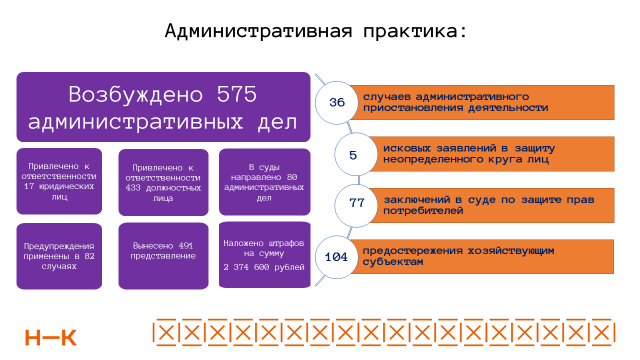 Административная практика:
Возбуждено 575
административных дел
Привлечено к
ответственности
17 юридических
лиц
Привлечено к
ответственности
433 должностных
лица
В суды
направлено 80
административных
дел
Предупреждения
применены в 82
случаях
Вынесено 491
представление
Наложено штрафов
на сумму
2 374 600 рублей
36
случаев административного
приостановления деятельности
5
исковых заявлений в защиту
неопределенного круга лиц
77
заключений в суде по защите прав
потребителей
104
предостережения хозяйствующим
субъектам
Н—К